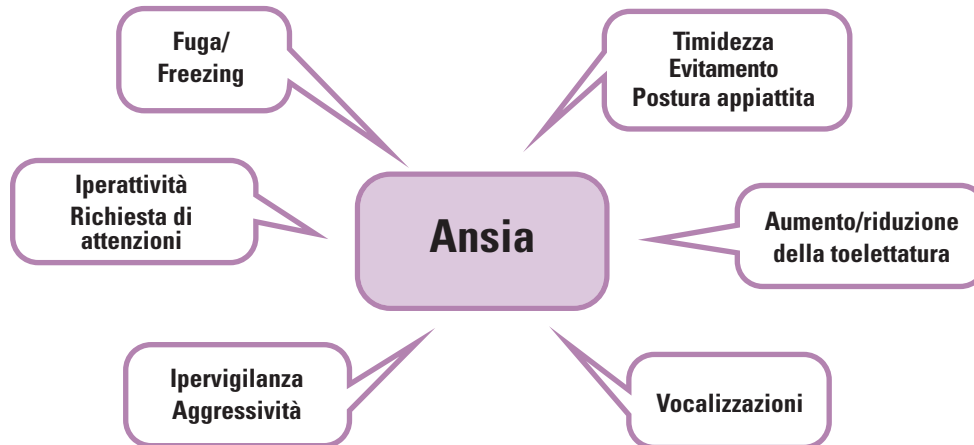 Fuga/
Freezing
Timidezza
Evitamento
Postura appiattita
Iperattività
Richiesta di
attenzioni
Ansia
Aumento/riduzione
della toelettatura
Ipervigilanza
Aggressività
Vocalizzazioni